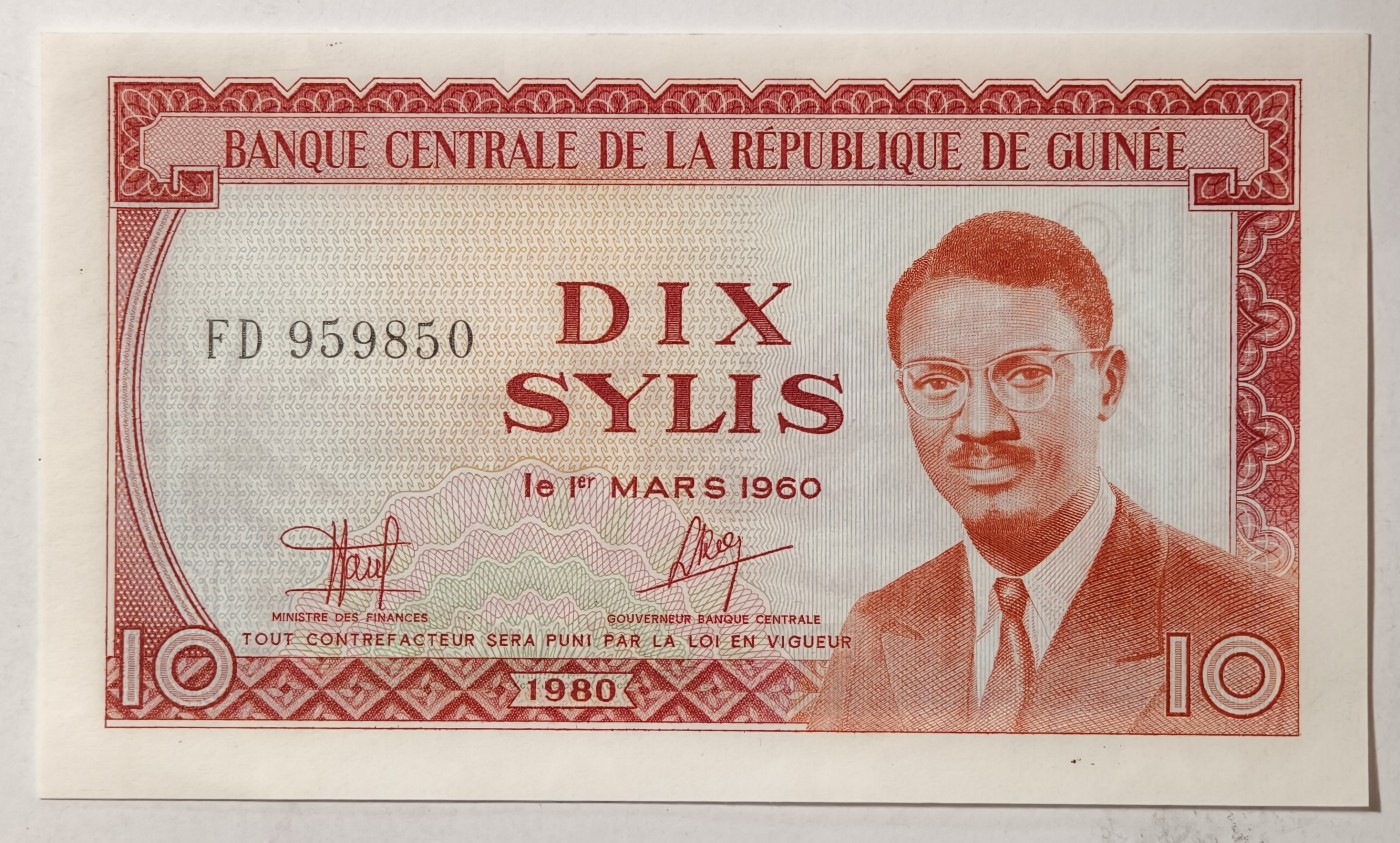 BANQUE CENTRALE DE LA RÉPUBLIQUE DE GUINÉE
FD 959850
DIX
SYLIS
le 1er MARS 1960
MINISTRE DES FINANCES
GOUVERNEUR BANQUE CENTRALE
TOUT CONTREFACTEUR SERA PUNI PAR LA LOI EN VIGUEUR
10
1980
10